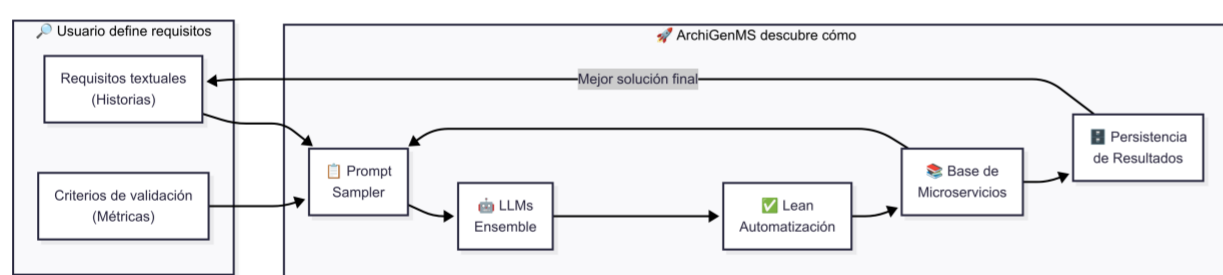 🔎 Usuario define requisitos
Requisitos textuales
(Historias)
Criterios de validación
(Métricas)
🚀 ArchiGenMS descubre cómo
Mejor solución final
📋 Prompt
Sampler
🤖 LLMs
Ensemble
✅ Lean
Automatización
📚 Base de
Microservicios
🗄️ Persistencia
de Resultados